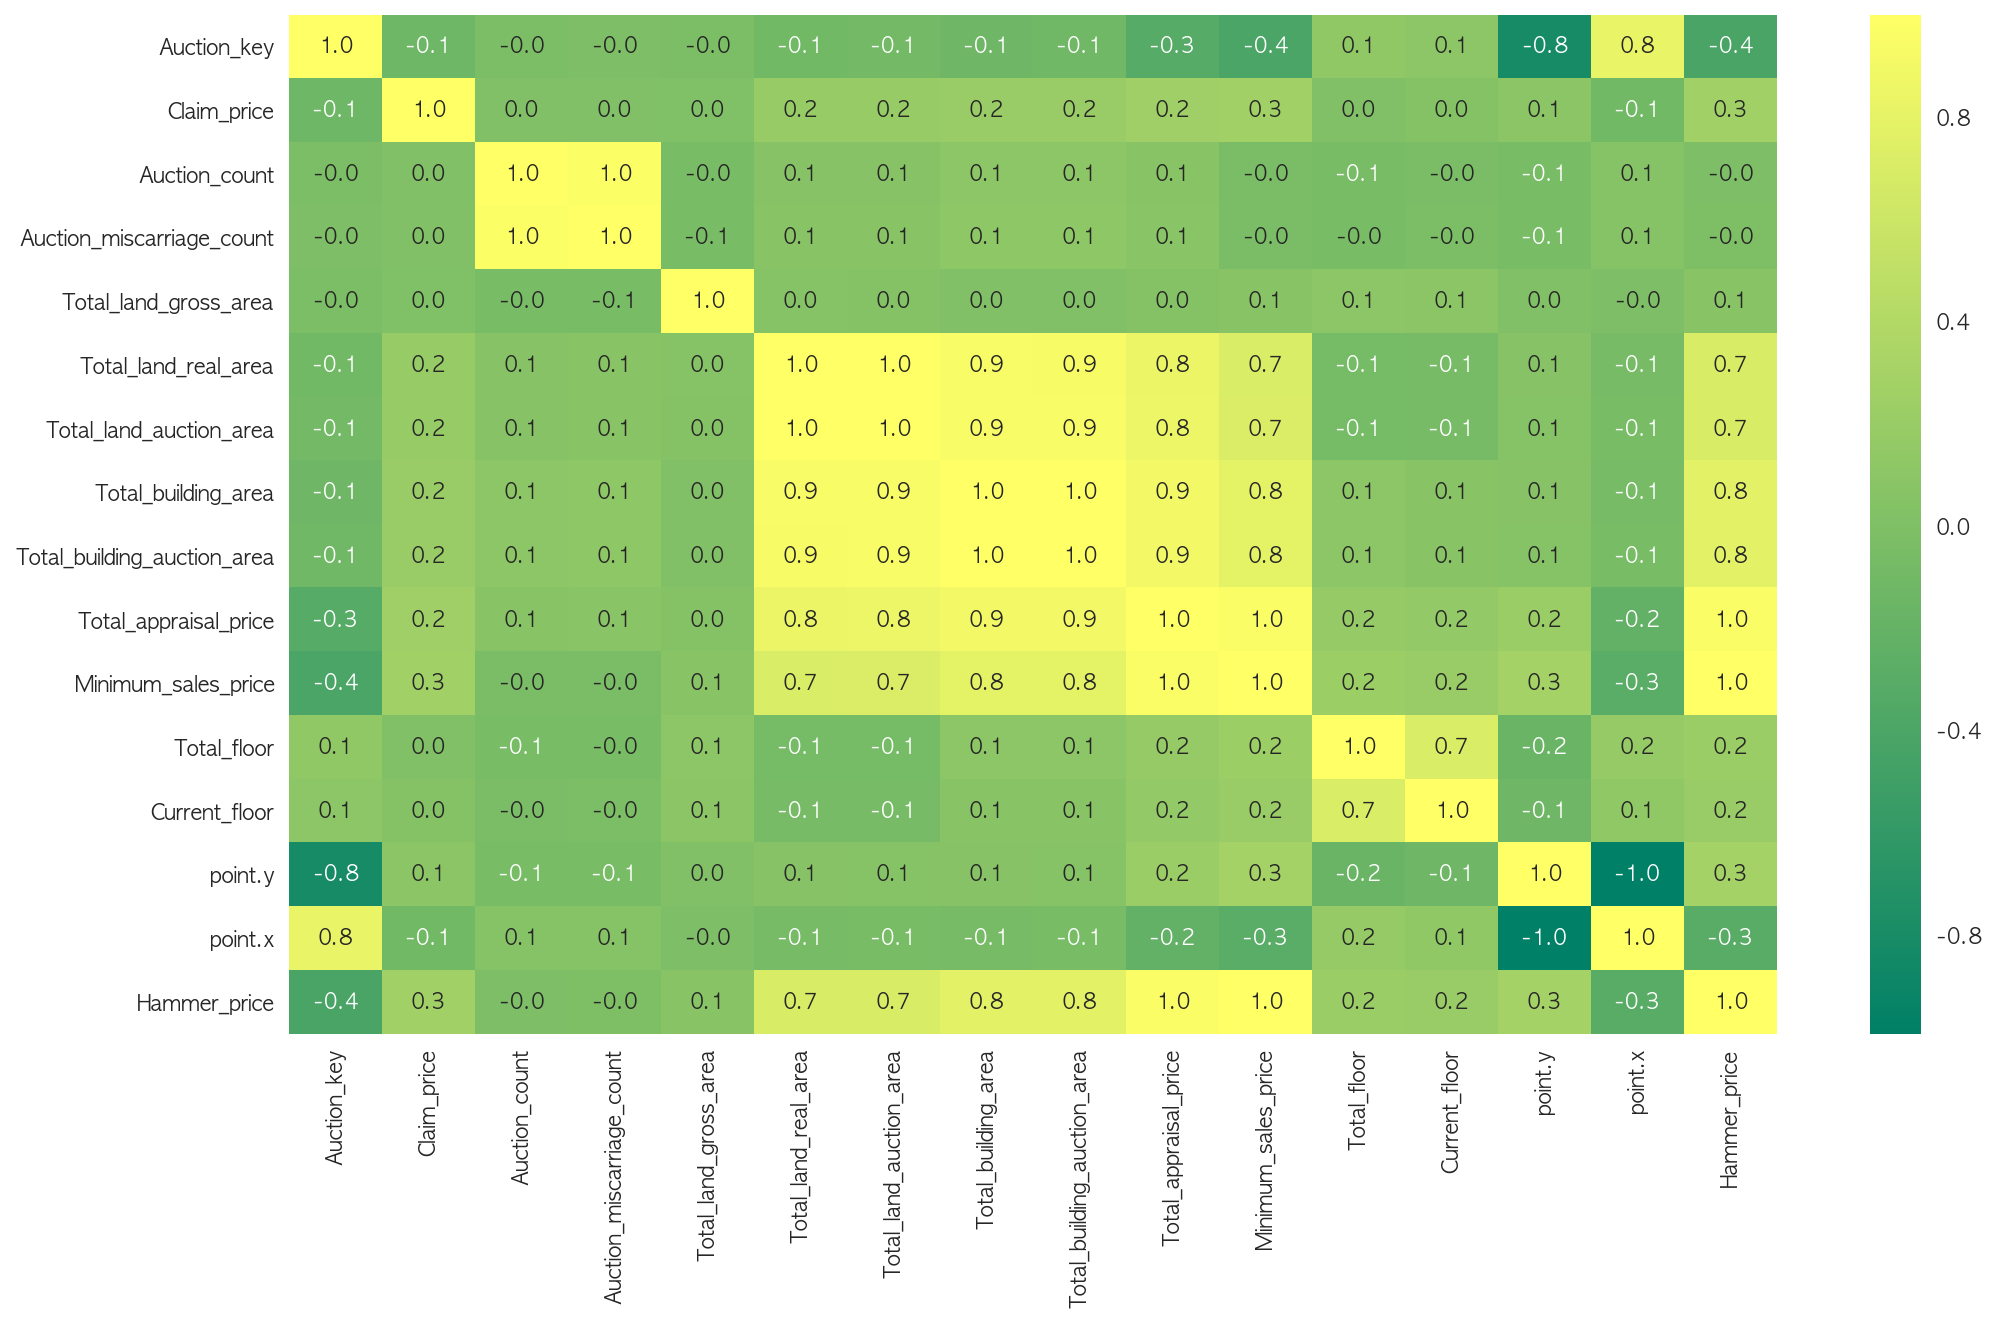 Auction_key 1.0 -0.1 -0.0 -0.0 -0.0 -0.1 -0.1 -0.1 -0.1 -0.3 -0.4 0.1 0.1 -0.8 0.8 -0.4
Claim_price -0.1 1.0 0.0 0.0 0.0 0.2 0.2 0.2 0.2 0.2 0.3 0.0 0.0 0.1 -0.1 0.3
Auction_count -0.0 0.0 1.0 1.0 -0.0 0.1 0.1 0.1 0.1 0.1 -0.0 -0.1 -0.0 -0.1 0.1 -0.0
Auction_miscarriage_count -0.0 0.0 1.0 1.0 -0.1 0.1 0.1 0.1 0.1 0.1 -0.0 -0.0 -0.0 -0.1 0.1 -0.0
Total_land_gross_area -0.0 0.0 -0.0 -0.1 1.0 0.0 0.0 0.0 0.0 0.0 0.1 0.1 0.1 0.0 -0.0 0.1
Total_land_real_area -0.1 0.2 0.1 0.1 0.0 1.0 1.0 0.9 0.9 0.8 0.7 -0.1 -0.1 0.1 -0.1 0.7
Total_land_auction_area -0.1 0.2 0.1 0.1 0.0 1.0 1.0 0.9 0.9 0.8 0.7 -0.1 -0.1 0.1 -0.1 0.7
Total_building_area -0.1 0.2 0.1 0.1 0.0 0.9 0.9 1.0 1.0 0.9 0.8 0.1 0.1 0.1 -0.1 0.8
Total_building_auction_area -0.1 0.2 0.1 0.1 0.0 0.9 0.9 1.0 1.0 0.9 0.8 0.1 0.1 0.1 -0.1 0.8
Total_appraisal_price -0.3 0.2 0.1 0.1 0.0 0.8 0.8 0.9 0.9 1.0 1.0 0.2 0.2 0.2 -0.2 1.0
Minimum_sales_price -0.4 0.3 -0.0 -0.0 0.1 0.7 0.7 0.8 0.8 1.0 1.0 0.2 0.2 0.3 -0.3 1.0
Total_floor 0.1 0.0 -0.1 -0.0 0.1 -0.1 -0.1 0.1 0.1 0.2 0.2 1.0 0.7 -0.2 0.2 0.2
Current_floor 0.1 0.0 -0.0 -0.0 0.1 -0.1 -0.1 0.1 0.1 0.2 0.2 0.7 1.0 -0.1 0.1 0.2
point.y -0.8 0.1 -0.1 -0.1 0.0 0.1 0.1 0.1 0.1 0.2 0.3 -0.2 -0.1 1.0 -1.0 0.3
point.x 0.8 -0.1 0.1 0.1 -0.0 -0.1 -0.1 -0.1 -0.1 -0.2 -0.3 0.2 0.1 -1.0 1.0 -0.3
Hammer_price -0.4 0.3 -0.0 -0.0 0.1 0.7 0.7 0.8 0.8 1.0 1.0 0.2 0.2 0.3 -0.3 1.0
Auction_key
Claim_price
Auction_count
Auction_miscarriage_count
Total_land_gross_area
Total_land_real_area
Total_land_auction_area
Total_building_area
Total_building_auction_area
Total_appraisal_price
Minimum_sales_price
Total_floor
Current_floor
point.y
point.x
Hammer_price
0.8
0.4
0.0
-0.4
-0.8